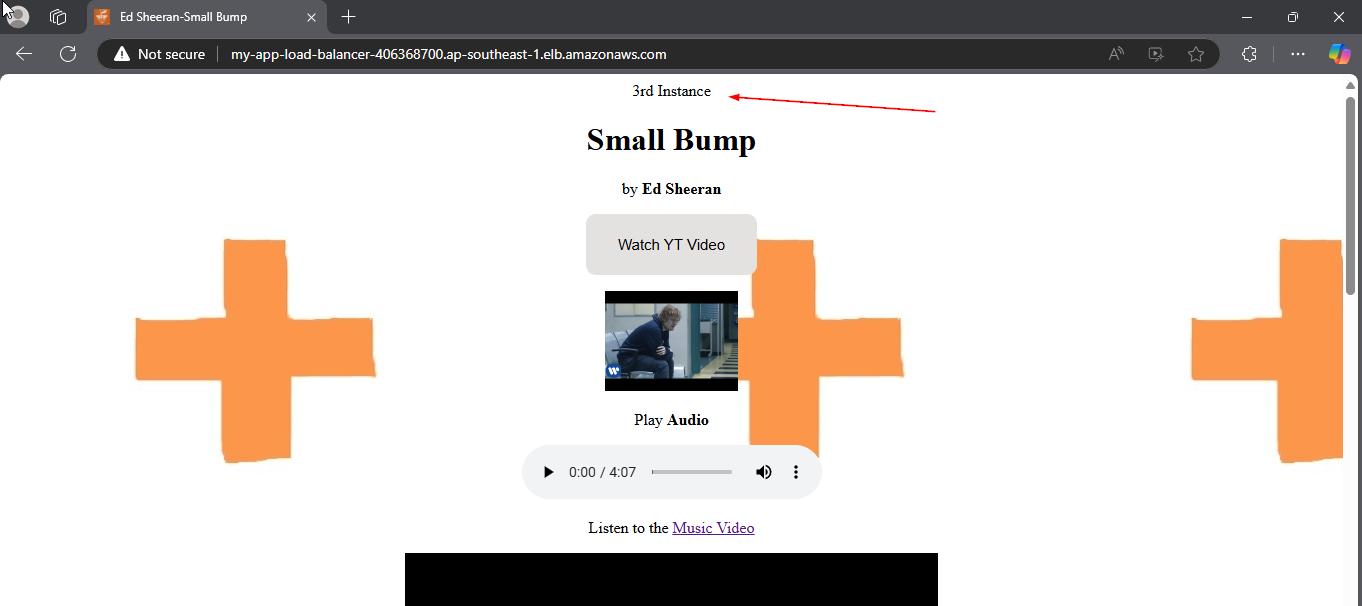 Ed Sheeran-Small Bump
Not secure
my-app-load-balancer-406368700.ap-southeast-1.elb.amazonaws.com
3rd Instance
Small Bump
by Ed Sheeran
Watch YT Video
Play Audio
0:00 / 4:07
Listen to the Music Video